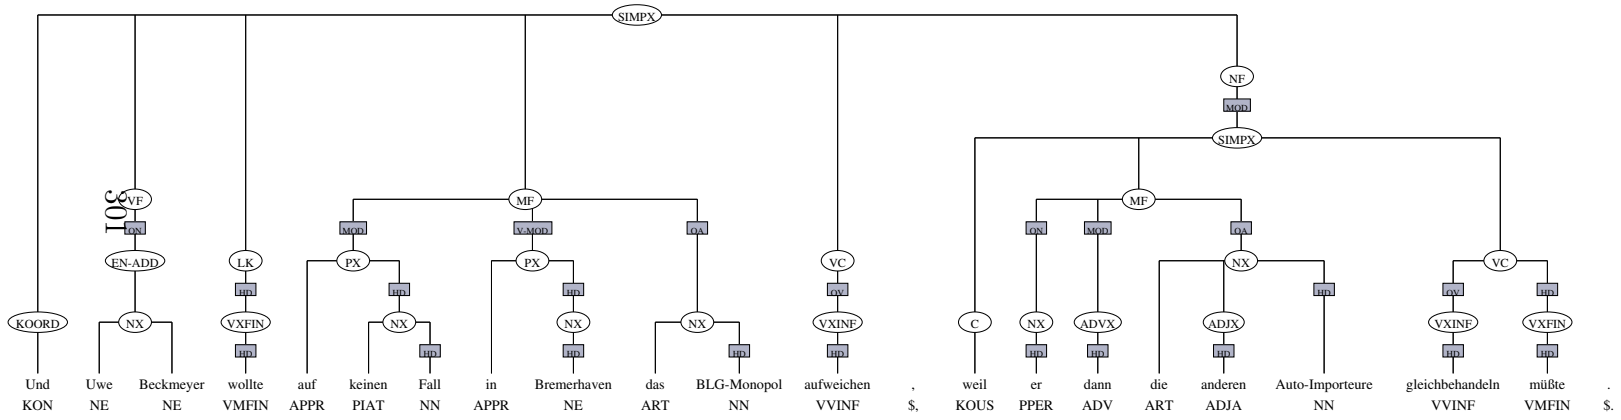 SIMPX
NF
MOD
SIMPX
301
VF MF MF
ON MOD V-MOD OA ON MOD OA
EN-ADD LK PX PX VC NX VC
HD HD HD OV HD OV HD
KOORD NX VXFIN NX NX NX VXINF C NX ADVX ADJX VXINF VXFIN
HD HD HD HD HD HD HD HD HD HD
Und Uwe Beckmeyer wollte auf keinen Fall in Bremerhaven das BLG-Monopol aufweichen , weil er dann die anderen Auto-Importeure gleichbehandeln müßte .
KON NE NE VMFIN APPR PIAT NN APPR NE ART NN VVINF $, KOUS PPER ADV ART ADJA NN VVINF VMFIN $.